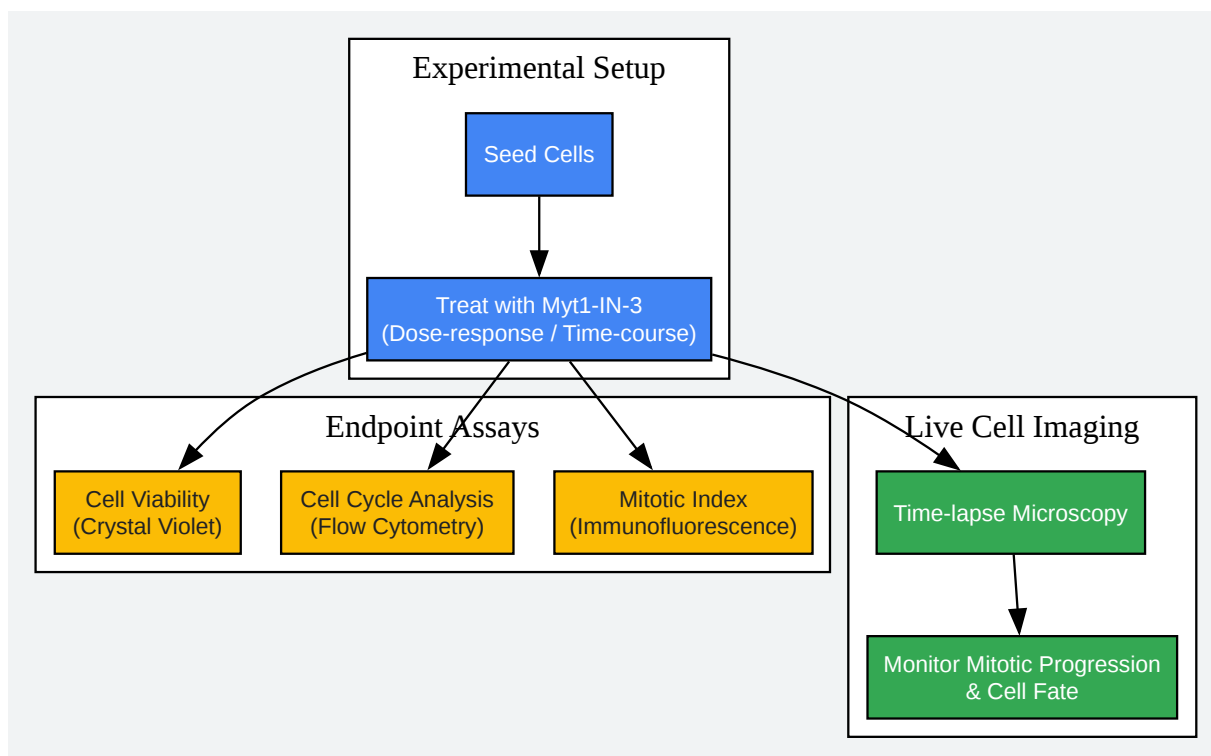 Experimental Setup
Seed Cells
Treat with Myt1-IN-3
(Dose-response / Time-course)
Endpoint Assays
Cell Viability
(Crystal Violet)
Cell Cycle Analysis
(Flow Cytometry)
Mitotic Index
(Immunofluorescence)
Live Cell Imaging
Time-lapse Microscopy
Monitor Mitotic Progression
& Cell Fate